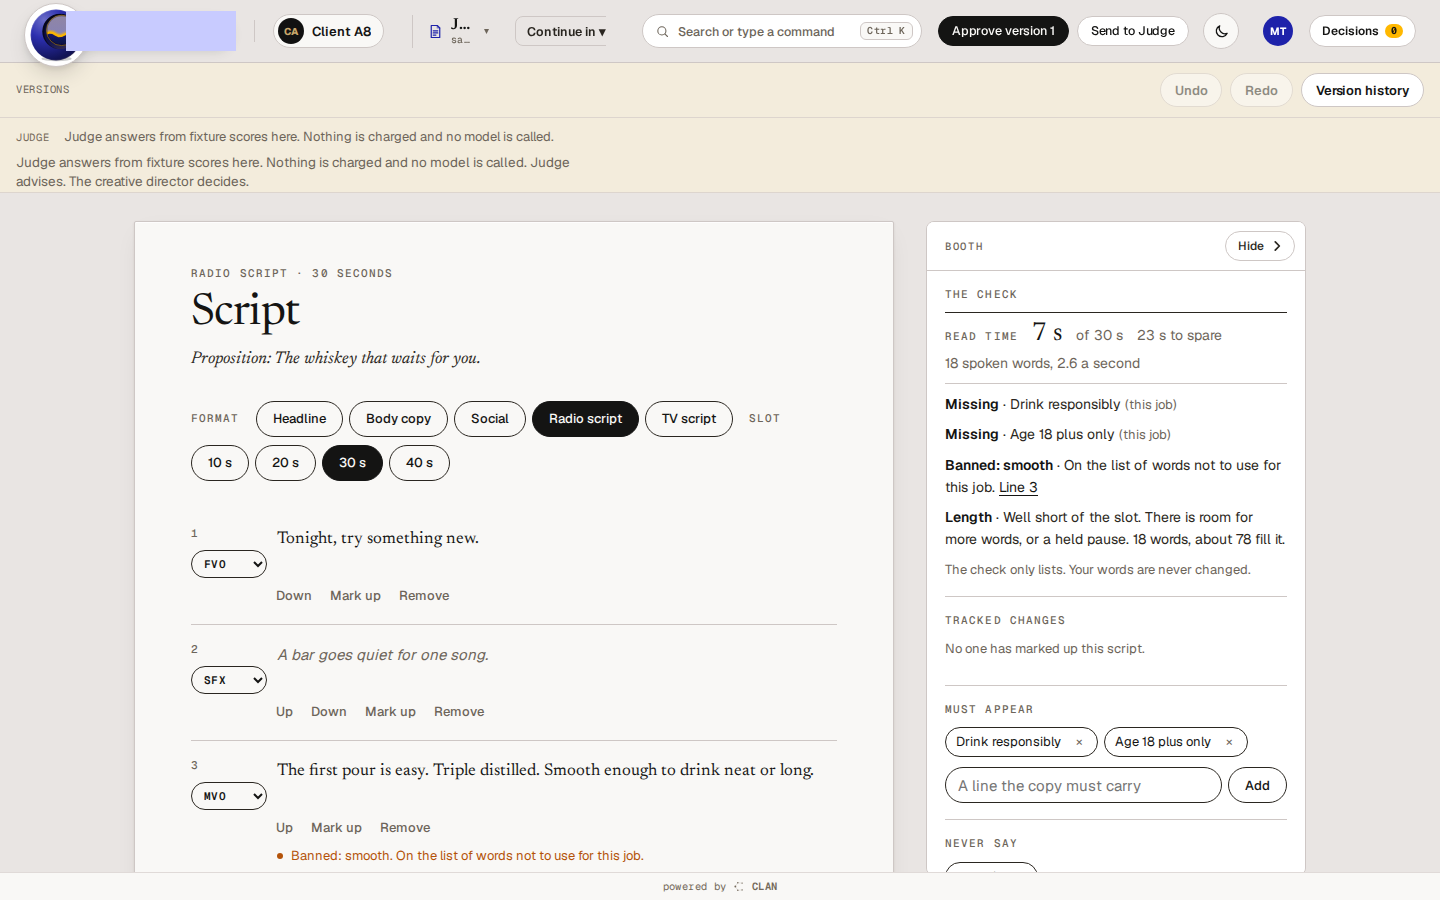 CA Client A8
J...
sa...
Continue in ▾
Search or type a command Ctrl K
Approve version 1
Send to Judge
MT
Decisions 0
VERSIONS
Undo Redo Version history
JUDGE Judge answers from fixture scores here. Nothing is charged and no model is called.
Judge answers from fixture scores here. Nothing is charged and no model is called. Judge
advises. The creative director decides.
RADIO SCRIPT · 30 SECONDS
Script
Proposition: The whiskey that waits for you.
FORMAT Headline Body copy Social Radio script TV script SLOT
10 s 20 s 30 s 40 s
1
FVO
Tonight, try something new.
Down Mark up Remove
2
SFX
A bar goes quiet for one song.
Up Down Mark up Remove
3
MVO
The first pour is easy. Triple distilled. Smooth enough to drink neat or long.
Up Mark up Remove
Banned: smooth. On the list of words not to use for this job.
BOOTH Hide
THE CHECK
READ TIME 7 s of 30 s 23 s to spare
18 spoken words, 2.6 a second
Missing · Drink responsibly (this job)
Missing · Age 18 plus only (this job)
Banned: smooth · On the list of words not to use for
this job. Line 3
Length · Well short of the slot. There is room for
more words, or a held pause. 18 words, about 78 fill it.
The check only lists. Your words are never changed.
TRACKED CHANGES
No one has marked up this script.
MUST APPEAR
Drink responsibly × Age 18 plus only ×
A line the copy must carry Add
NEVER SAY
powered by CLAN